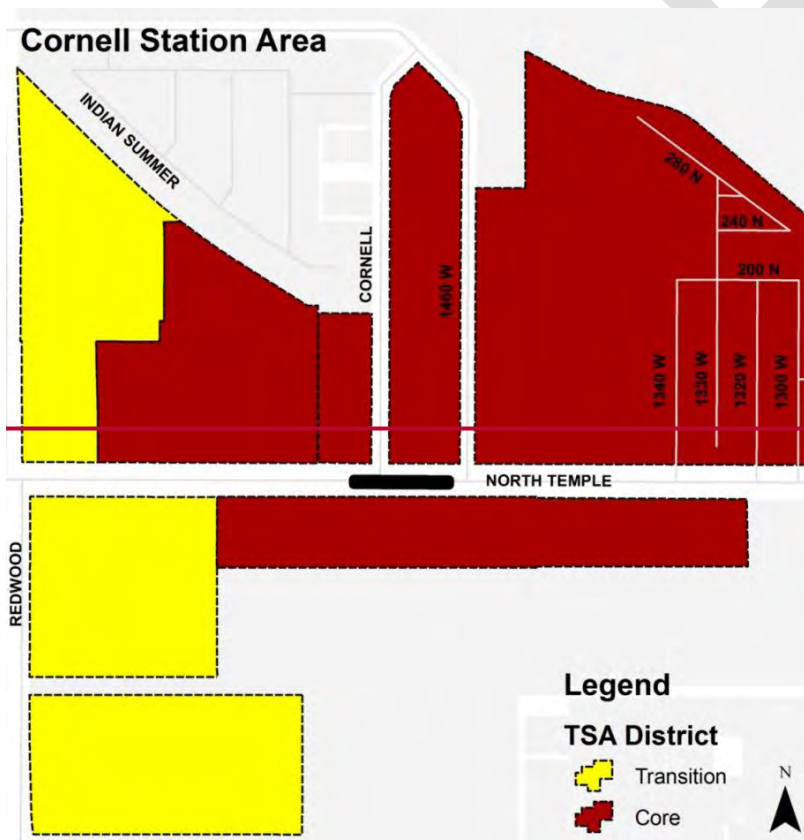 Cornell Station Area
INDIAN SUMMER
CORNELL
1460 W
280 N
240 N
200 N
1340 W
1330 W
1320 W
1300 W
NORTH TEMPLE
REDWOOD
Legend
TSA District
Transition
Core
N